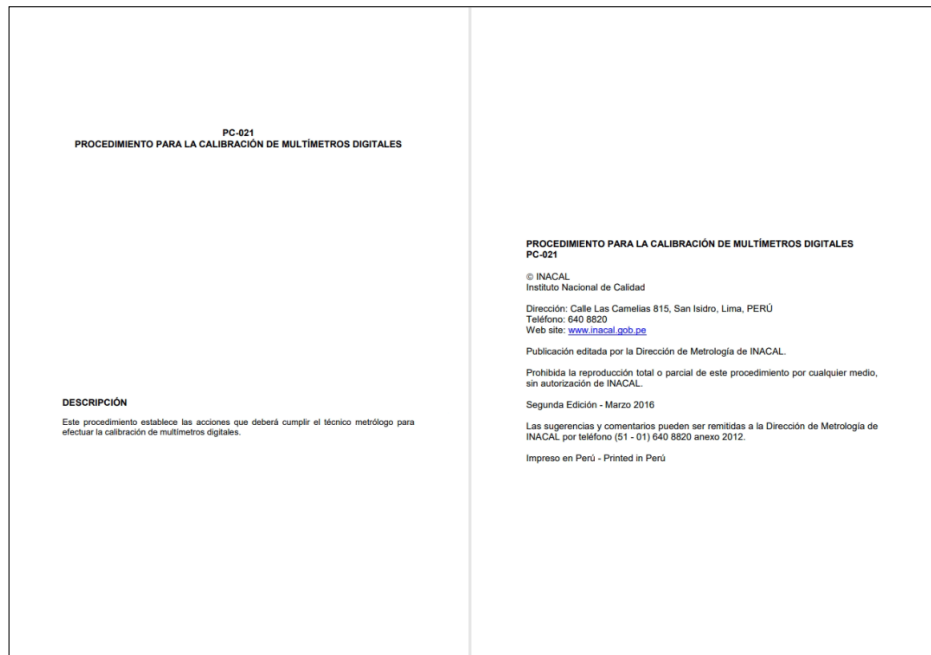 PC-021
PROCEDIMIENTO PARA LA CALIBRACIÓN DE MULTÍMETROS DIGITALES
DESCRIPCIÓN
Este procedimiento establece las acciones que deberá cumplir el técnico metrólogo para
efectuar la calibración de multímetros digitales.
PROCEDIMIENTO PARA LA CALIBRACIÓN DE MULTÍMETROS DIGITALES
PC-021
© INACAL
Instituto Nacional de Calidad
Dirección: Calle Las Camelias 815, San Isidro, Lima, PERÚ
Teléfono: 640 8820
Web site: www.inacal.gob.pe
Publicación editada por la Dirección de Metrología de INACAL.
Prohibida la reproducción total o parcial de este procedimiento por cualquier medio,
sin autorización de INACAL.
Segunda Edición - Marzo 2016
Las sugerencias y comentarios pueden ser remitidas a la Dirección de Metrología de
INACAL por teléfono (51 - 01) 640 8820 anexo 2012.
Impreso en Perú - Printed in Perú